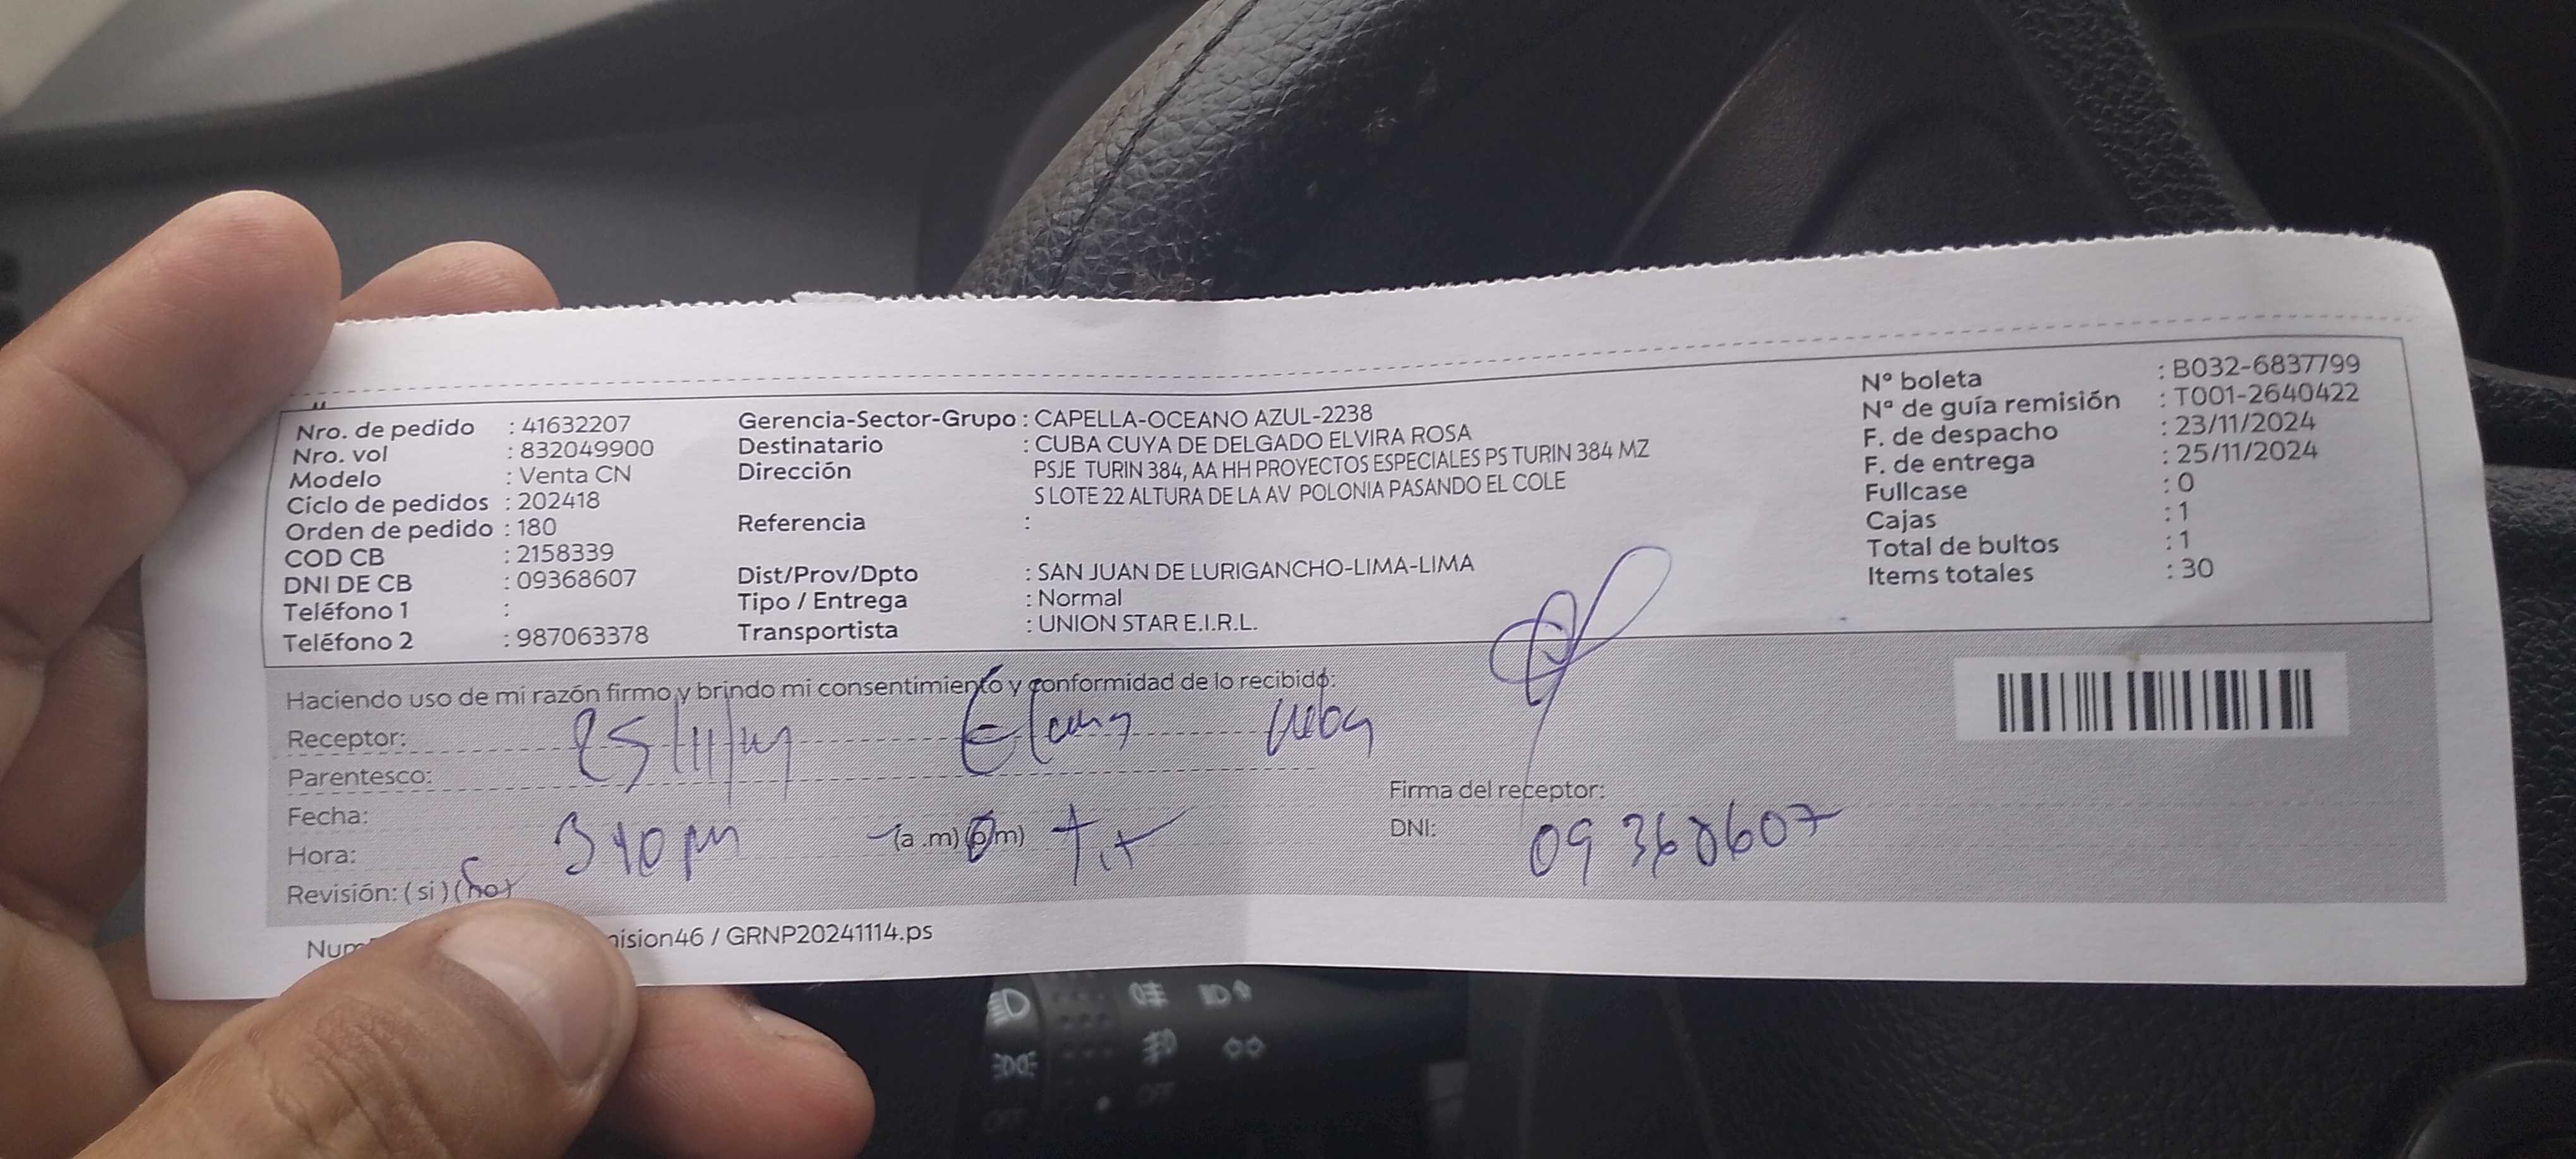 Nro. de pedido : 41632207
Nro. vol : 832049900
Modelo : Venta CN
Ciclo de pedidos : 202418
Orden de pedido : 180
COD CB : 2158339
DNI DE CB : 09368607
Teléfono 1 :
Teléfono 2 : 987063378
Gerencia-Sector-Grupo : CAPELLA-OCEANO AZUL-2238
Destinatario : CUBA CUYA DE DELGADO ELVIRA ROSA
Dirección PSJE TURIN 384, AA HH PROYECTOS ESPECIALES PS TURIN 384 MZ
S LOTE 22 ALTURA DE LA AV POLONIA PASANDO EL COLE
Referencia :
Dist/Prov/Dpto : SAN JUAN DE LURIGANCHO-LIMA-LIMA
Tipo / Entrega : Normal
Transportista : UNION STAR E.I.R.L.
N° boleta : B032-6837799
N° de guía remisión : T001-2640422
F. de despacho : 23/11/2024
F. de entrega : 25/11/2024
Fullcase : 0
Cajas : 1
Total de bultos : 1
Items totales : 30
Haciendo uso de mi razón firmo y brindo mi consentimiento y conformidad de lo recibido:
Receptor: 25/11/24 Cuba
Parentesco:
Fecha:
Hora: 3 40 pm (a .m) (p.m) T.t
Revisión: ( si ) (no)
Firma del receptor:
DNI: 09368607
ision46 / GRNP20241114.ps
OFF
OFF